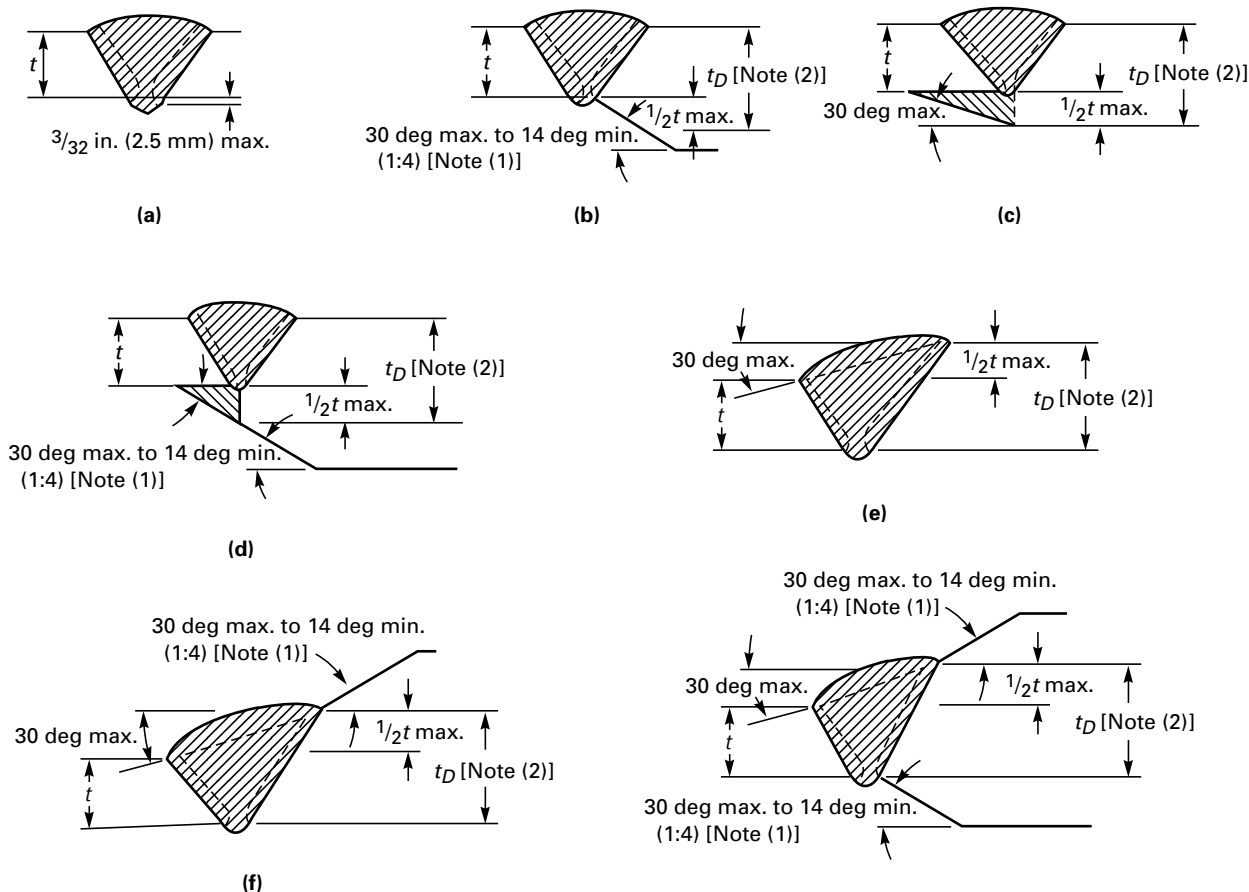 t
3/32 in. (2.5 mm) max.
(a)
t
tD [Note (2)]
1/2t max.
30 deg max. to 14 deg min.
(1:4) [Note (1)]
(b)
t
tD [Note (2)]
30 deg max.
1/2t max.
(c)
t
tD [Note (2)]
1/2t max.
30 deg max. to 14 deg min.
(1:4) [Note (1)]
(d)
30 deg max.
1/2t max.
t
tD [Note (2)]
(e)
30 deg max. to 14 deg min.
(1:4) [Note (1)]
30 deg max.
1/2t max.
t
tD [Note (2)]
(f)
30 deg max. to 14 deg min.
(1:4) [Note (1)]
30 deg max.
1/2t max.
t
tD [Note (2)]
30 deg max. to 14 deg min.
(1:4) [Note (1)]